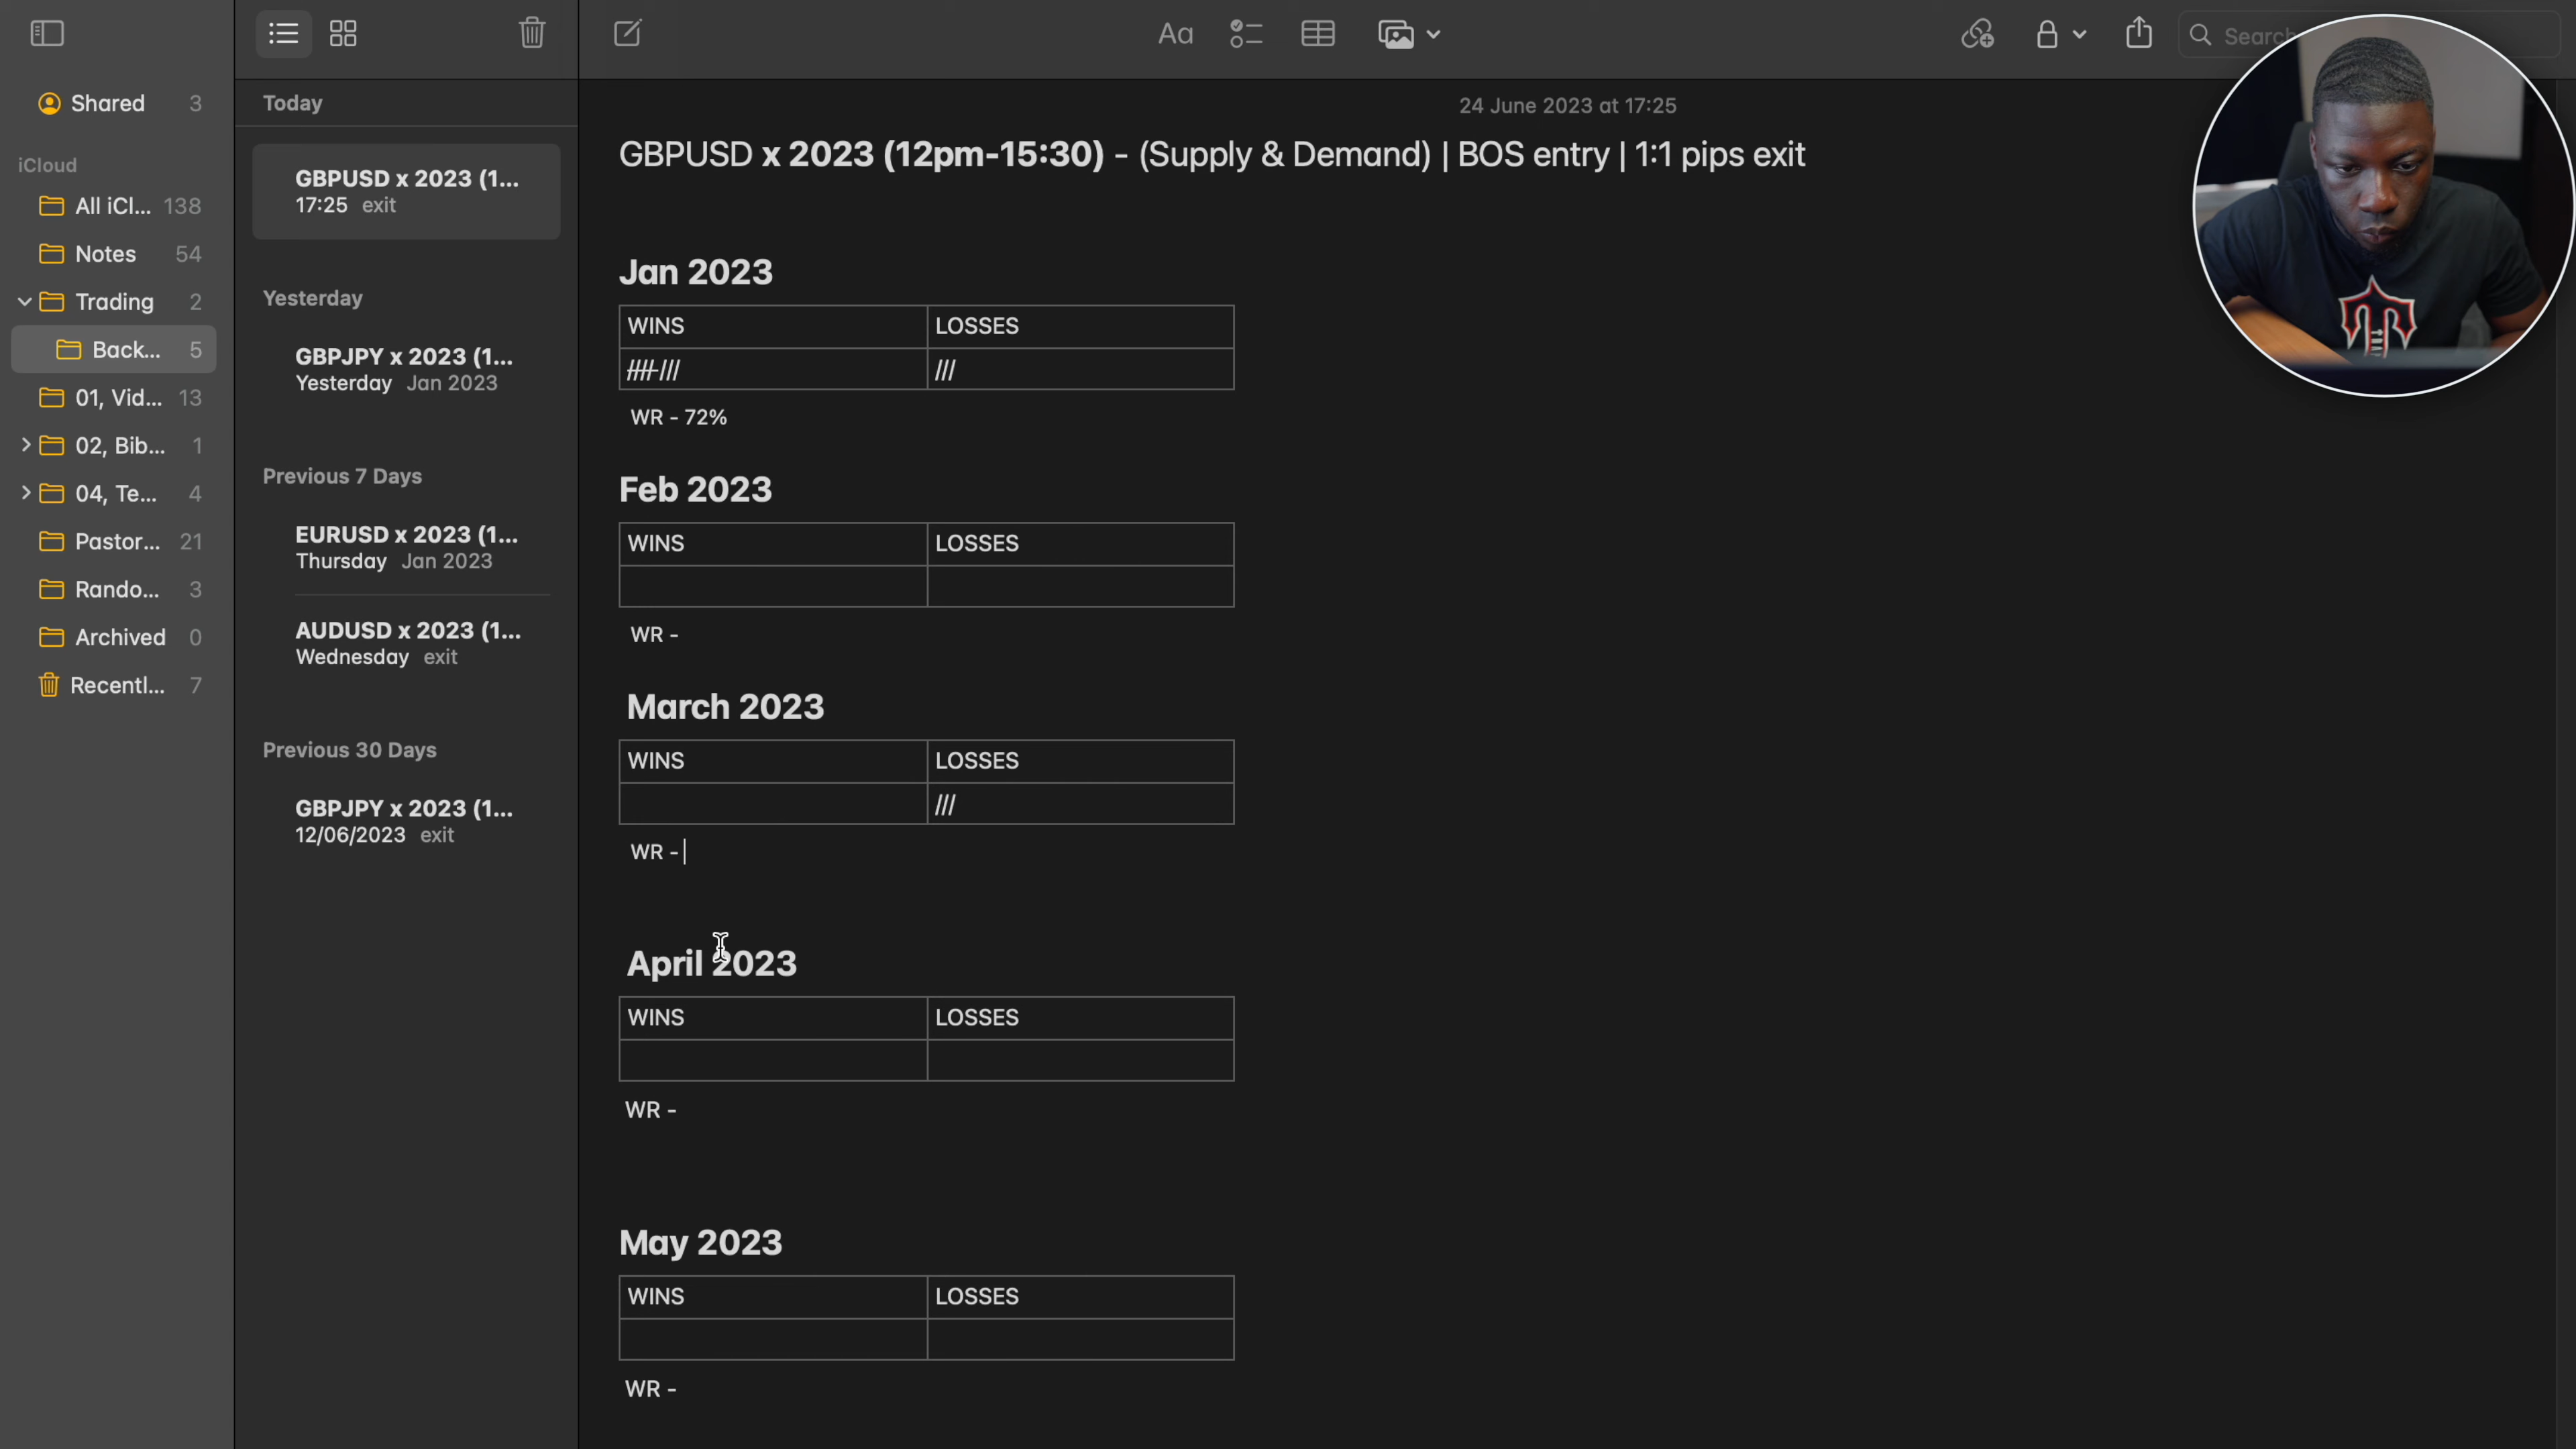 Shared 3
iCloud
All iCl... 138
Notes 54
Trading 2
Back... 5
01, Vid... 13
02, Bib... 1
04, Te... 4
Pastor... 21
Rando... 3
Archived 0
Recentl... 7
Today
GBPUSD x 2023 (1...
17:25 exit
Yesterday
GBPJPY x 2023 (1...
Yesterday Jan 2023
Previous 7 Days
EURUSD x 2023 (1...
Thursday Jan 2023
AUDUSD x 2023 (1...
Wednesday exit
Previous 30 Days
GBPJPY x 2023 (1...
12/06/2023 exit
Aa
Search
24 June 2023 at 17:25
GBPUSD x 2023 (12pm-15:30) - (Supply & Demand) | BOS entry | 1:1 pips exit
Jan 2023
WINS LOSSES
//// /// ///
WR - 72%
Feb 2023
WINS LOSSES
WR -
March 2023
WINS LOSSES
///
WR -
April 2023
WINS LOSSES
WR -
May 2023
WINS LOSSES
WR -